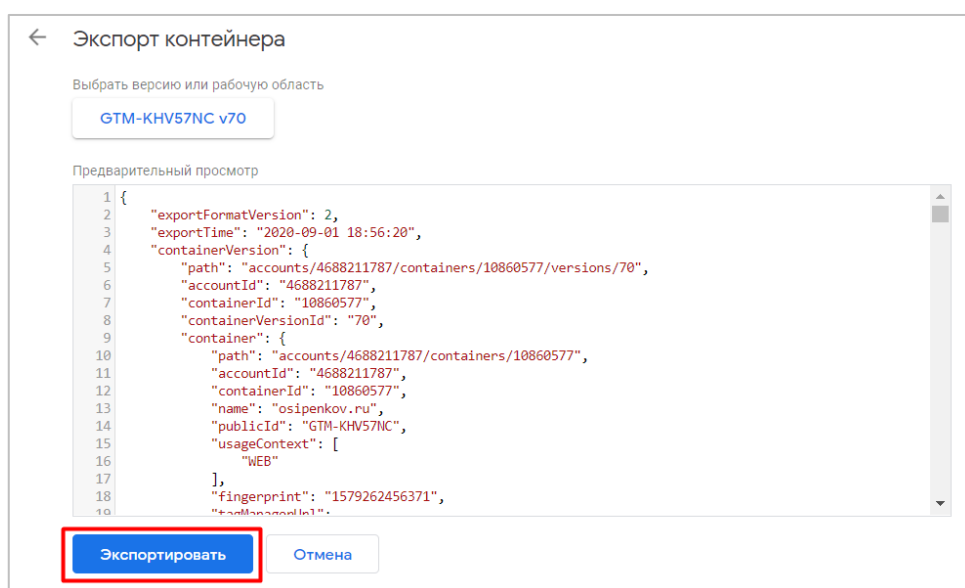 Экспорт контейнера
Выбрать версию или рабочую область
GTM-KHV57NC v70
Предварительный просмотр
1 {
2 "exportFormatVersion": 2,
3 "exportTime": "2020-09-01 18:56:20",
4 "containerVersion": {
5 "path": "accounts/4688211787/containers/10860577/versions/70",
6 "accountId": "4688211787",
7 "containerId": "10860577",
8 "containerVersionId": "70",
9 "container": {
10 "path": "accounts/4688211787/containers/10860577",
11 "accountId": "4688211787",
12 "containerId": "10860577",
13 "name": "osipenkov.ru",
14 "publicId": "GTM-KHV57NC",
15 "usageContext": [
16 "WEB"
17 ],
18 "fingerprint": "1579262456371",
19 "tagManagerUrl":
Экспортировать Отмена